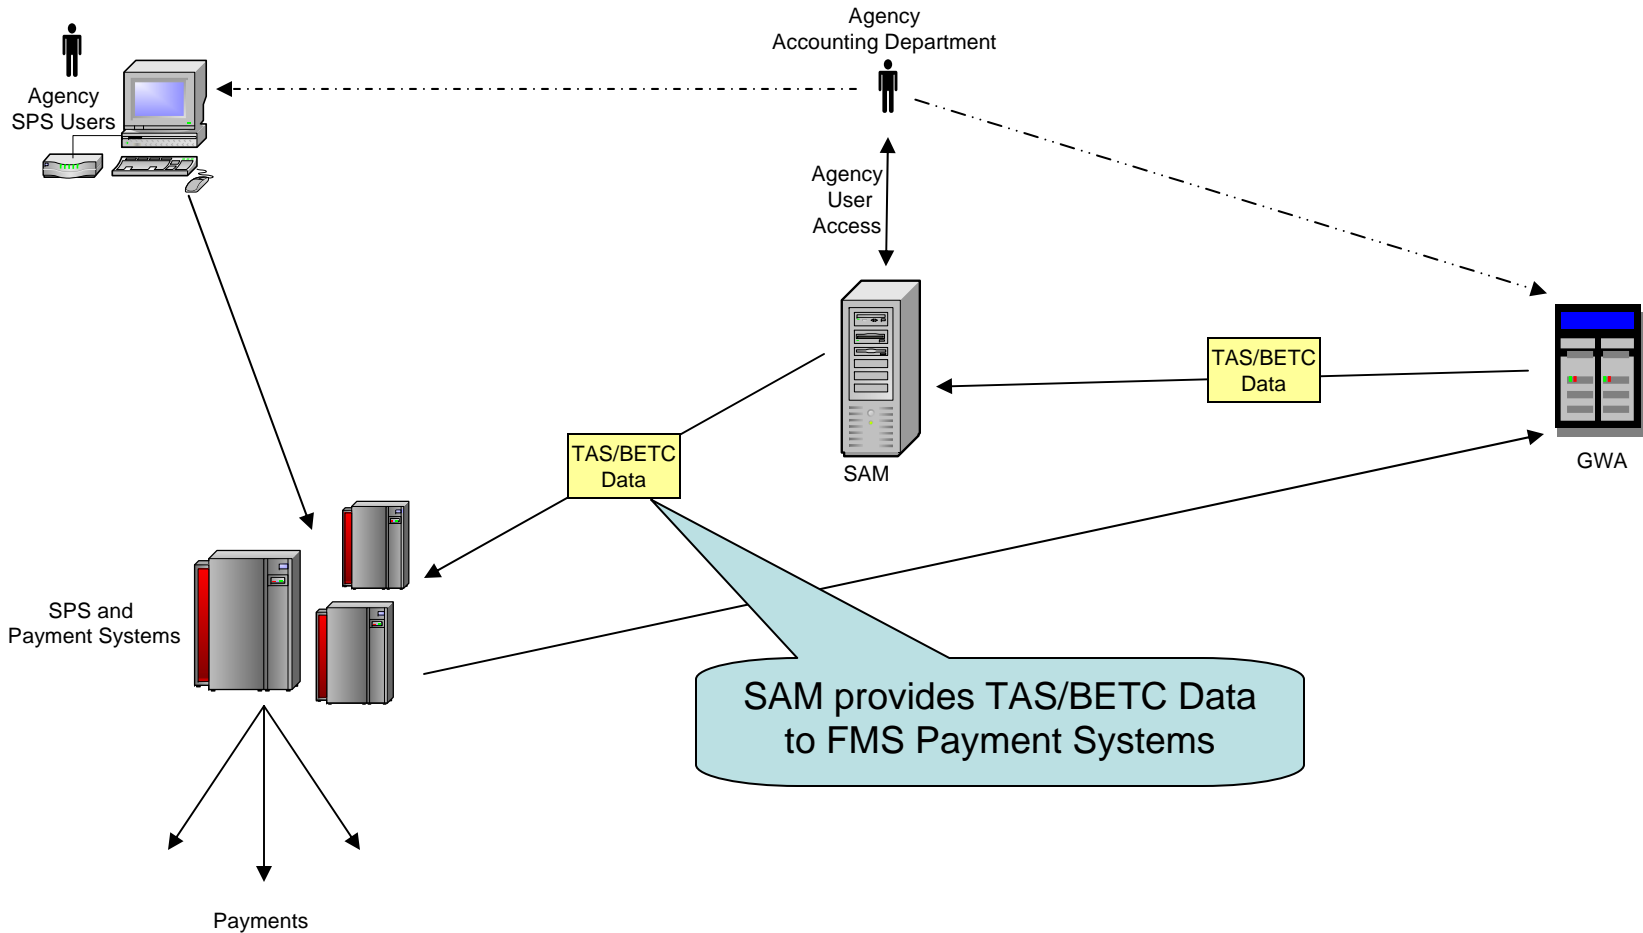 Agency
Accounting Department
Agency
SPS Users
Agency
User
Access
TAS/BETC
Data
TAS/BETC
Data
SAM
GWA
SPS and
Payment Systems
SAM provides TAS/BETC Data
to FMS Payment Systems
Payments